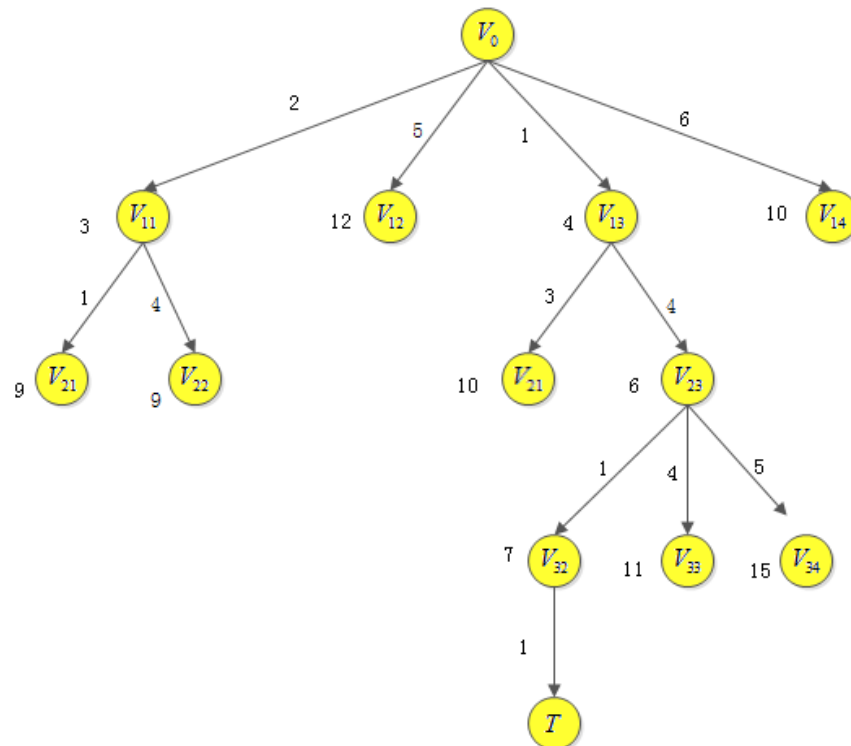 V₀
2
5
1
6
3 V₁₁
12 V₁₂
4 V₁₃
10 V₁₄
1
4
3
4
9 V₂₁
9 V₂₂
10 V₂₁
6 V₂₃
1
4
5
7 V₃₂
11 V₃₃
15 V₃₄
1
T